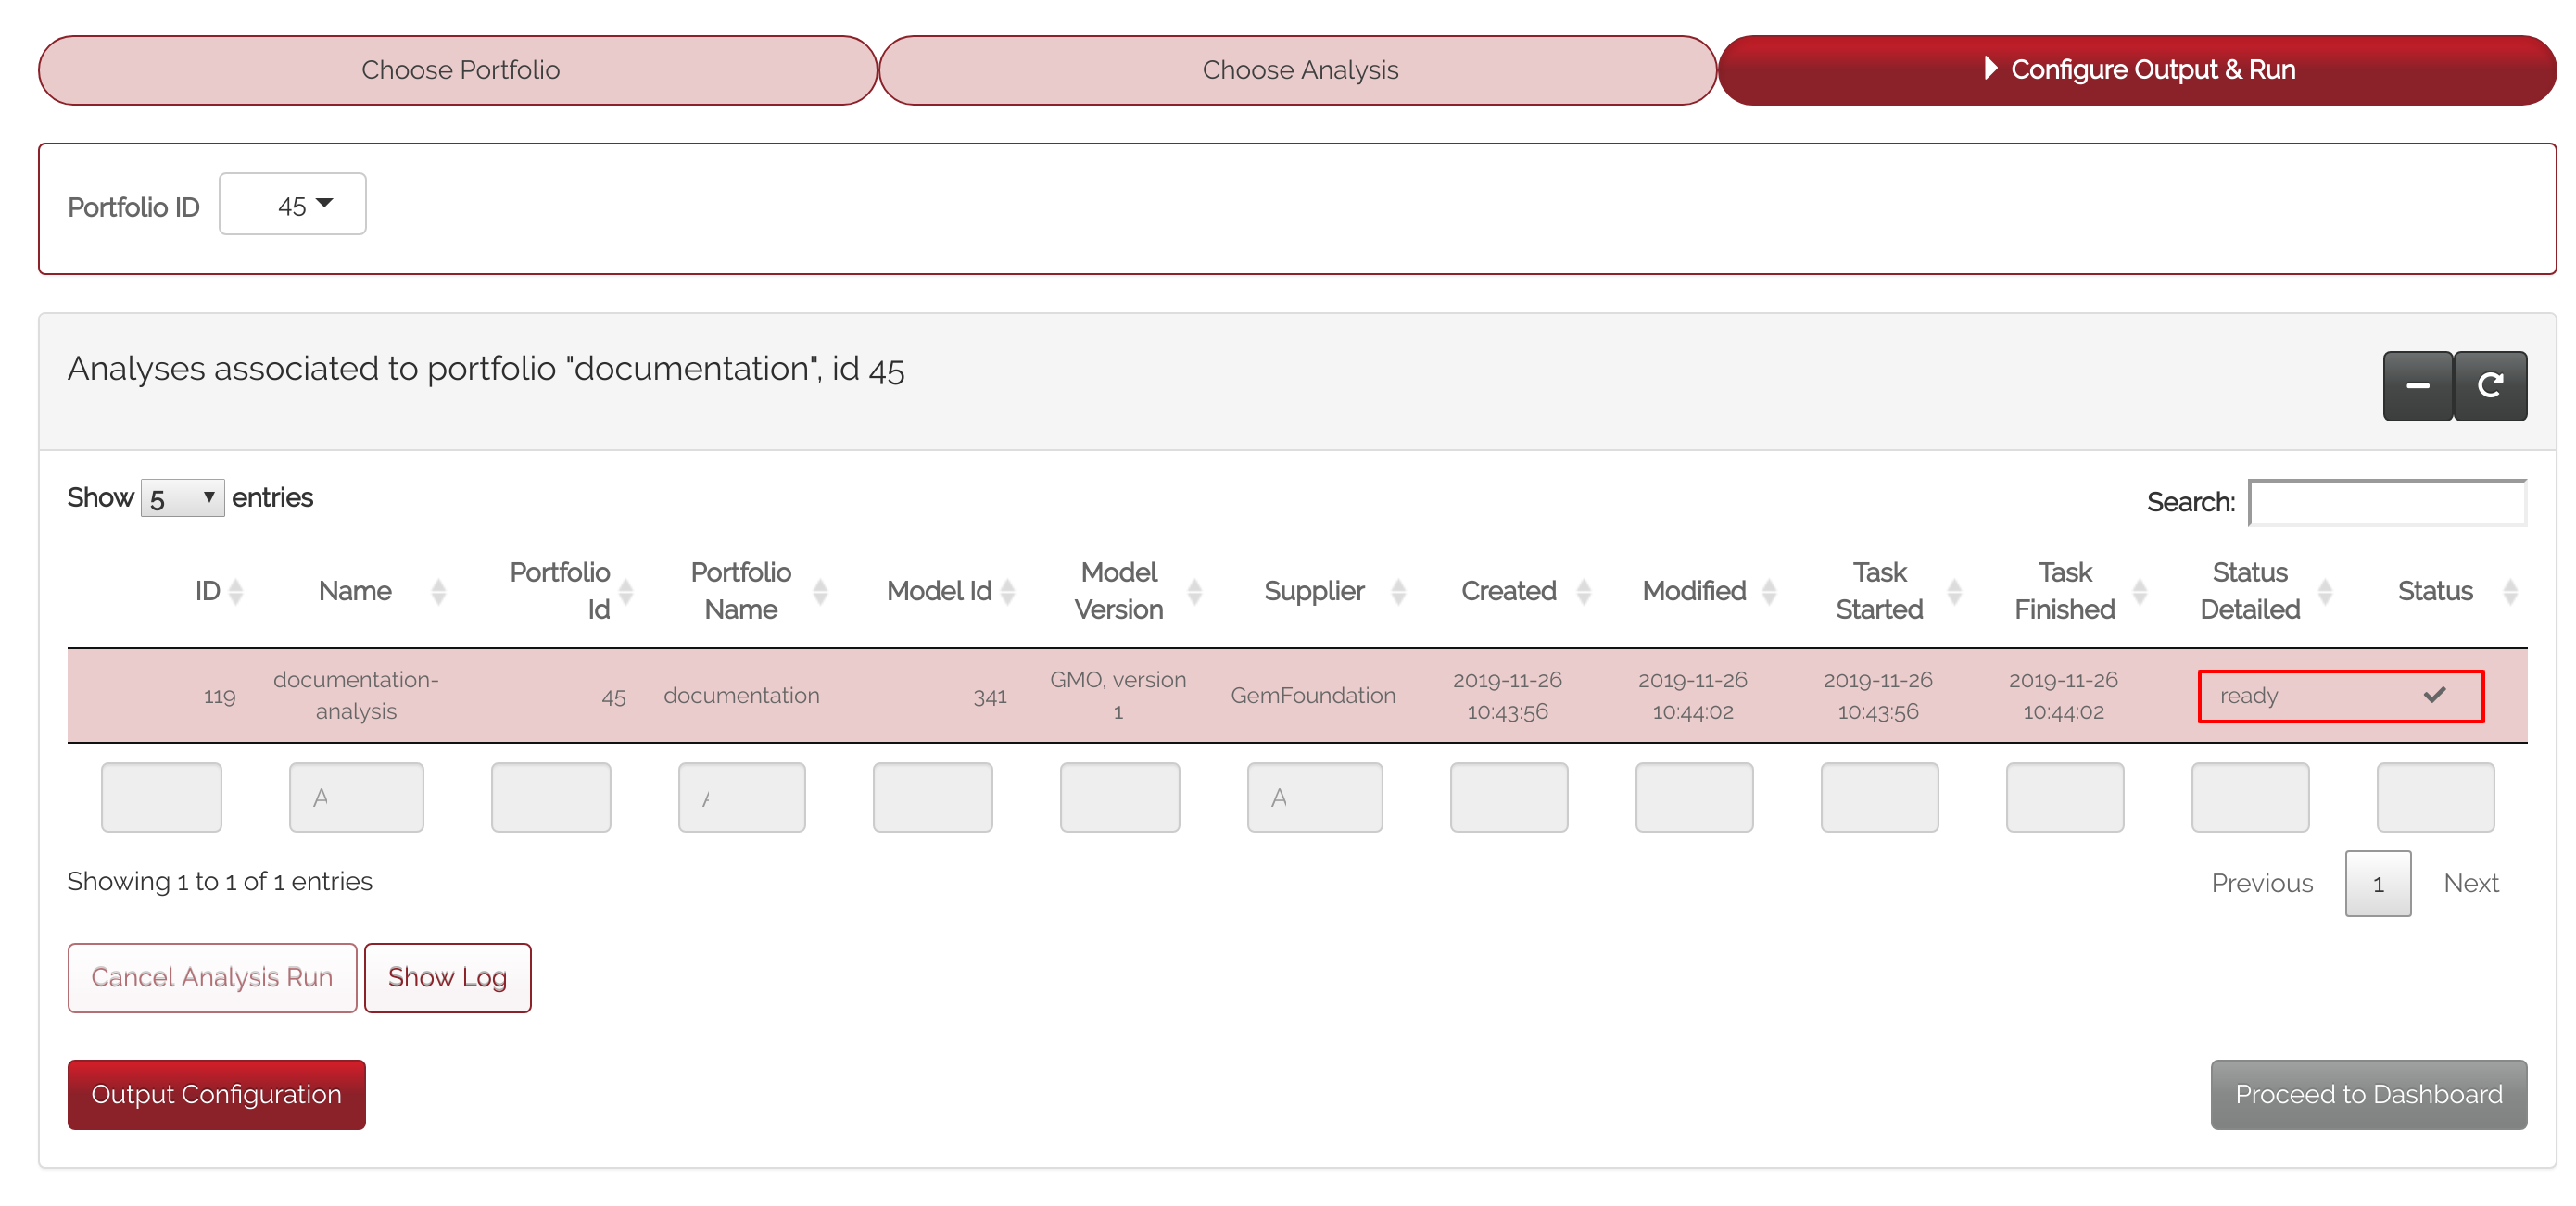 Choose Portfolio
Choose Analysis
Configure Output & Run
Portfolio ID
45
Analyses associated to portfolio "documentation", id 45
Show 5 entries
Search:
ID
Name
Portfolio
Id
Portfolio
Name
Model Id
Model
Version
Supplier
Created
Modified
Task
Started
Task
Finished
Status
Detailed
Status
119
documentation-
analysis
45
documentation
341
GMO, version
1
GemFoundation
2019-11-26
10:43:56
2019-11-26
10:44:02
2019-11-26
10:43:56
2019-11-26
10:44:02
ready
A
A
Showing 1 to 1 of 1 entries
Previous
1
Next
Cancel Analysis Run
Show Log
Output Configuration
Proceed to Dashboard